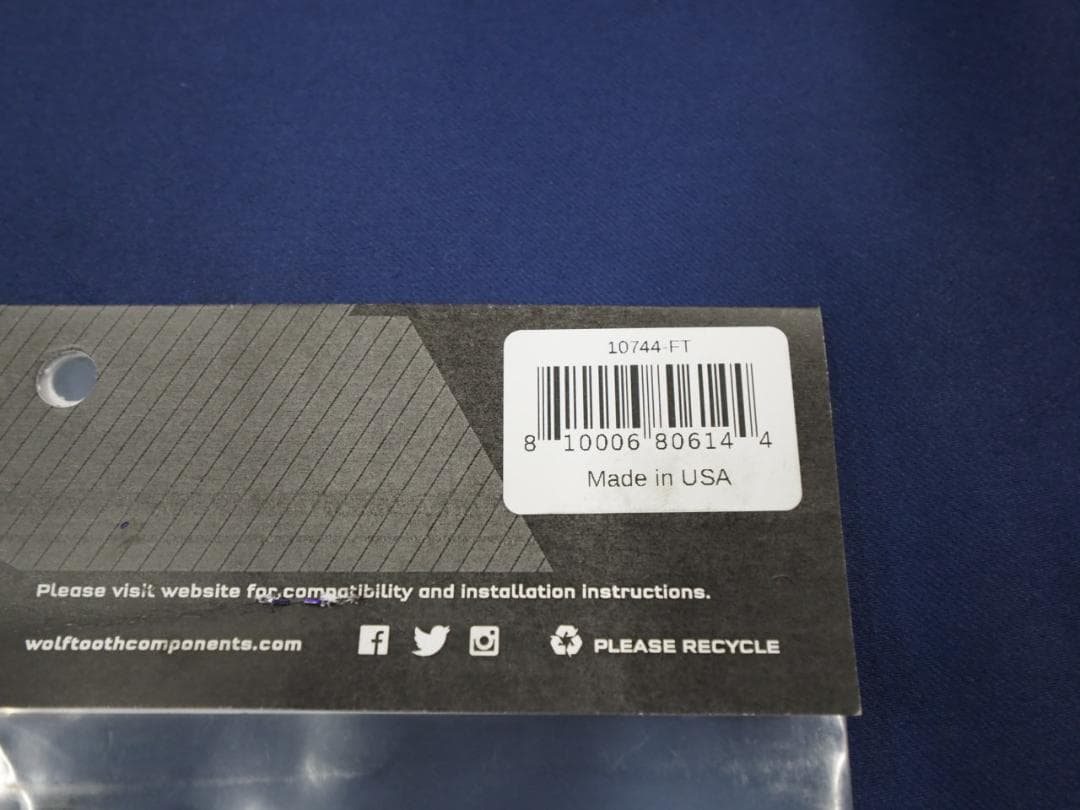 10744-FT
8 10006 80614 4
Made in USA
Please visit website for compatibility and installation instructions.
wolftoothcomponents.com
PLEASE RECYCLE